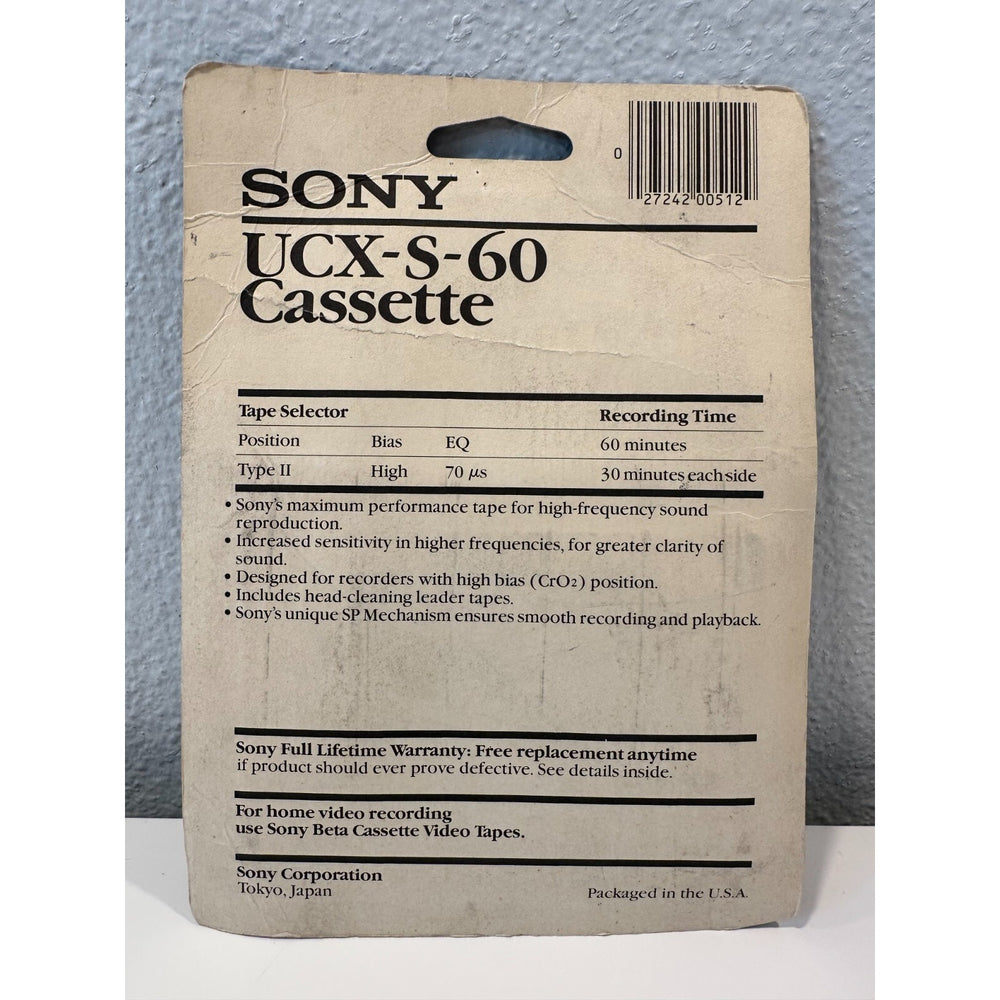 SONY
0
27242 00512
UCX-S-60
Cassette
Tape Selector Recording Time
Position Bias EQ 60 minutes
Type II High 70 μs 30 minutes each side
• Sony's maximum performance tape for high-frequency sound
reproduction.
• Increased sensitivity in higher frequencies, for greater clarity of
sound.
• Designed for recorders with high bias (CrO2) position.
• Includes head-cleaning leader tapes.
• Sony's unique SP Mechanism ensures smooth recording and playback.
Sony Full Lifetime Warranty: Free replacement anytime
if product should ever prove defective. See details inside.
For home video recording
use Sony Beta Cassette Video Tapes.
Sony Corporation
Tokyo, Japan
Packaged in the U.S.A.